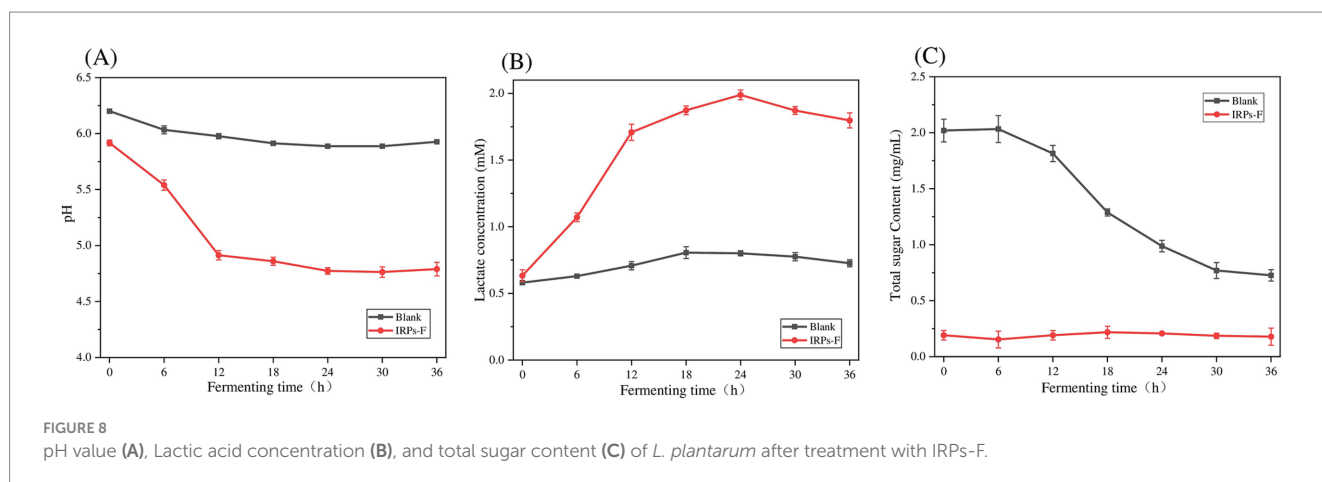 (A)
6.5
6.0
5.5
5.0
4.5
4.0
pH
0 6 12 18 24 30 36
Fermenting time（h）
Blank
IRPs-F
(B)
2.0
1.5
1.0
0.5
0.0
Lactate concentration (mM)
0 6 12 18 24 30 36
Fermenting time（h）
Blank
IRPs-F
(C)
2.5
2.0
1.5
1.0
0.5
0.0
Total sugar Content (mg/mL)
0 6 12 18 24 30 36
Fermenting time（h）
Blank
IRPs-F
FIGURE 8
pH value (A), Lactic acid concentration (B), and total sugar content (C) of L. plantarum after treatment with IRPs-F.